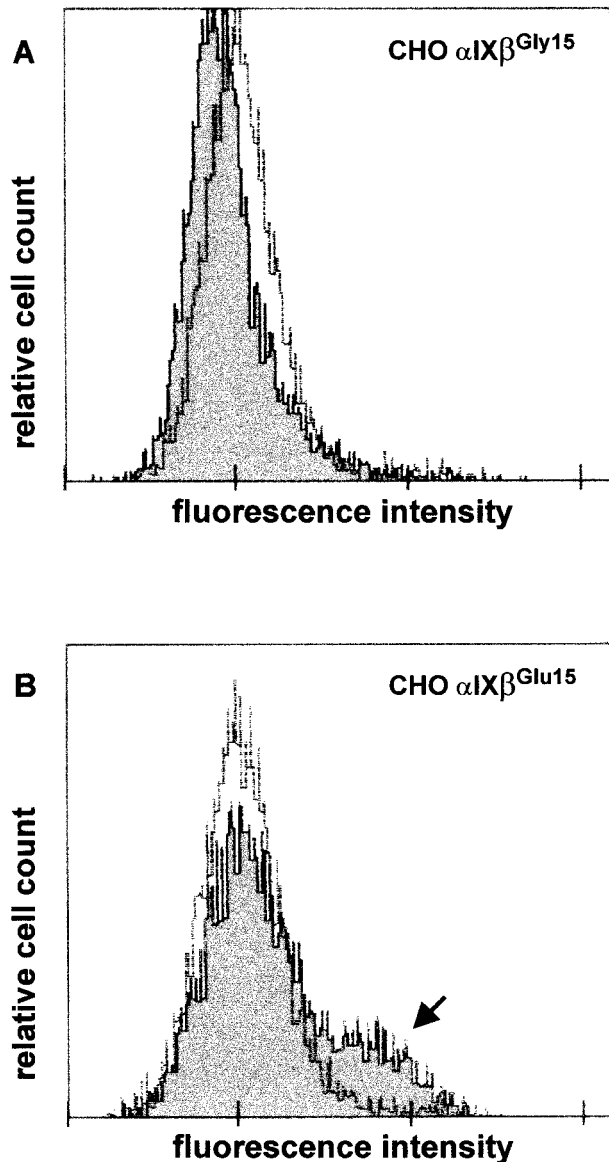 A
CHO αIXβGly15
relative cell count
fluorescence intensity
B
CHO αIXβGlu15
relative cell count
fluorescence intensity